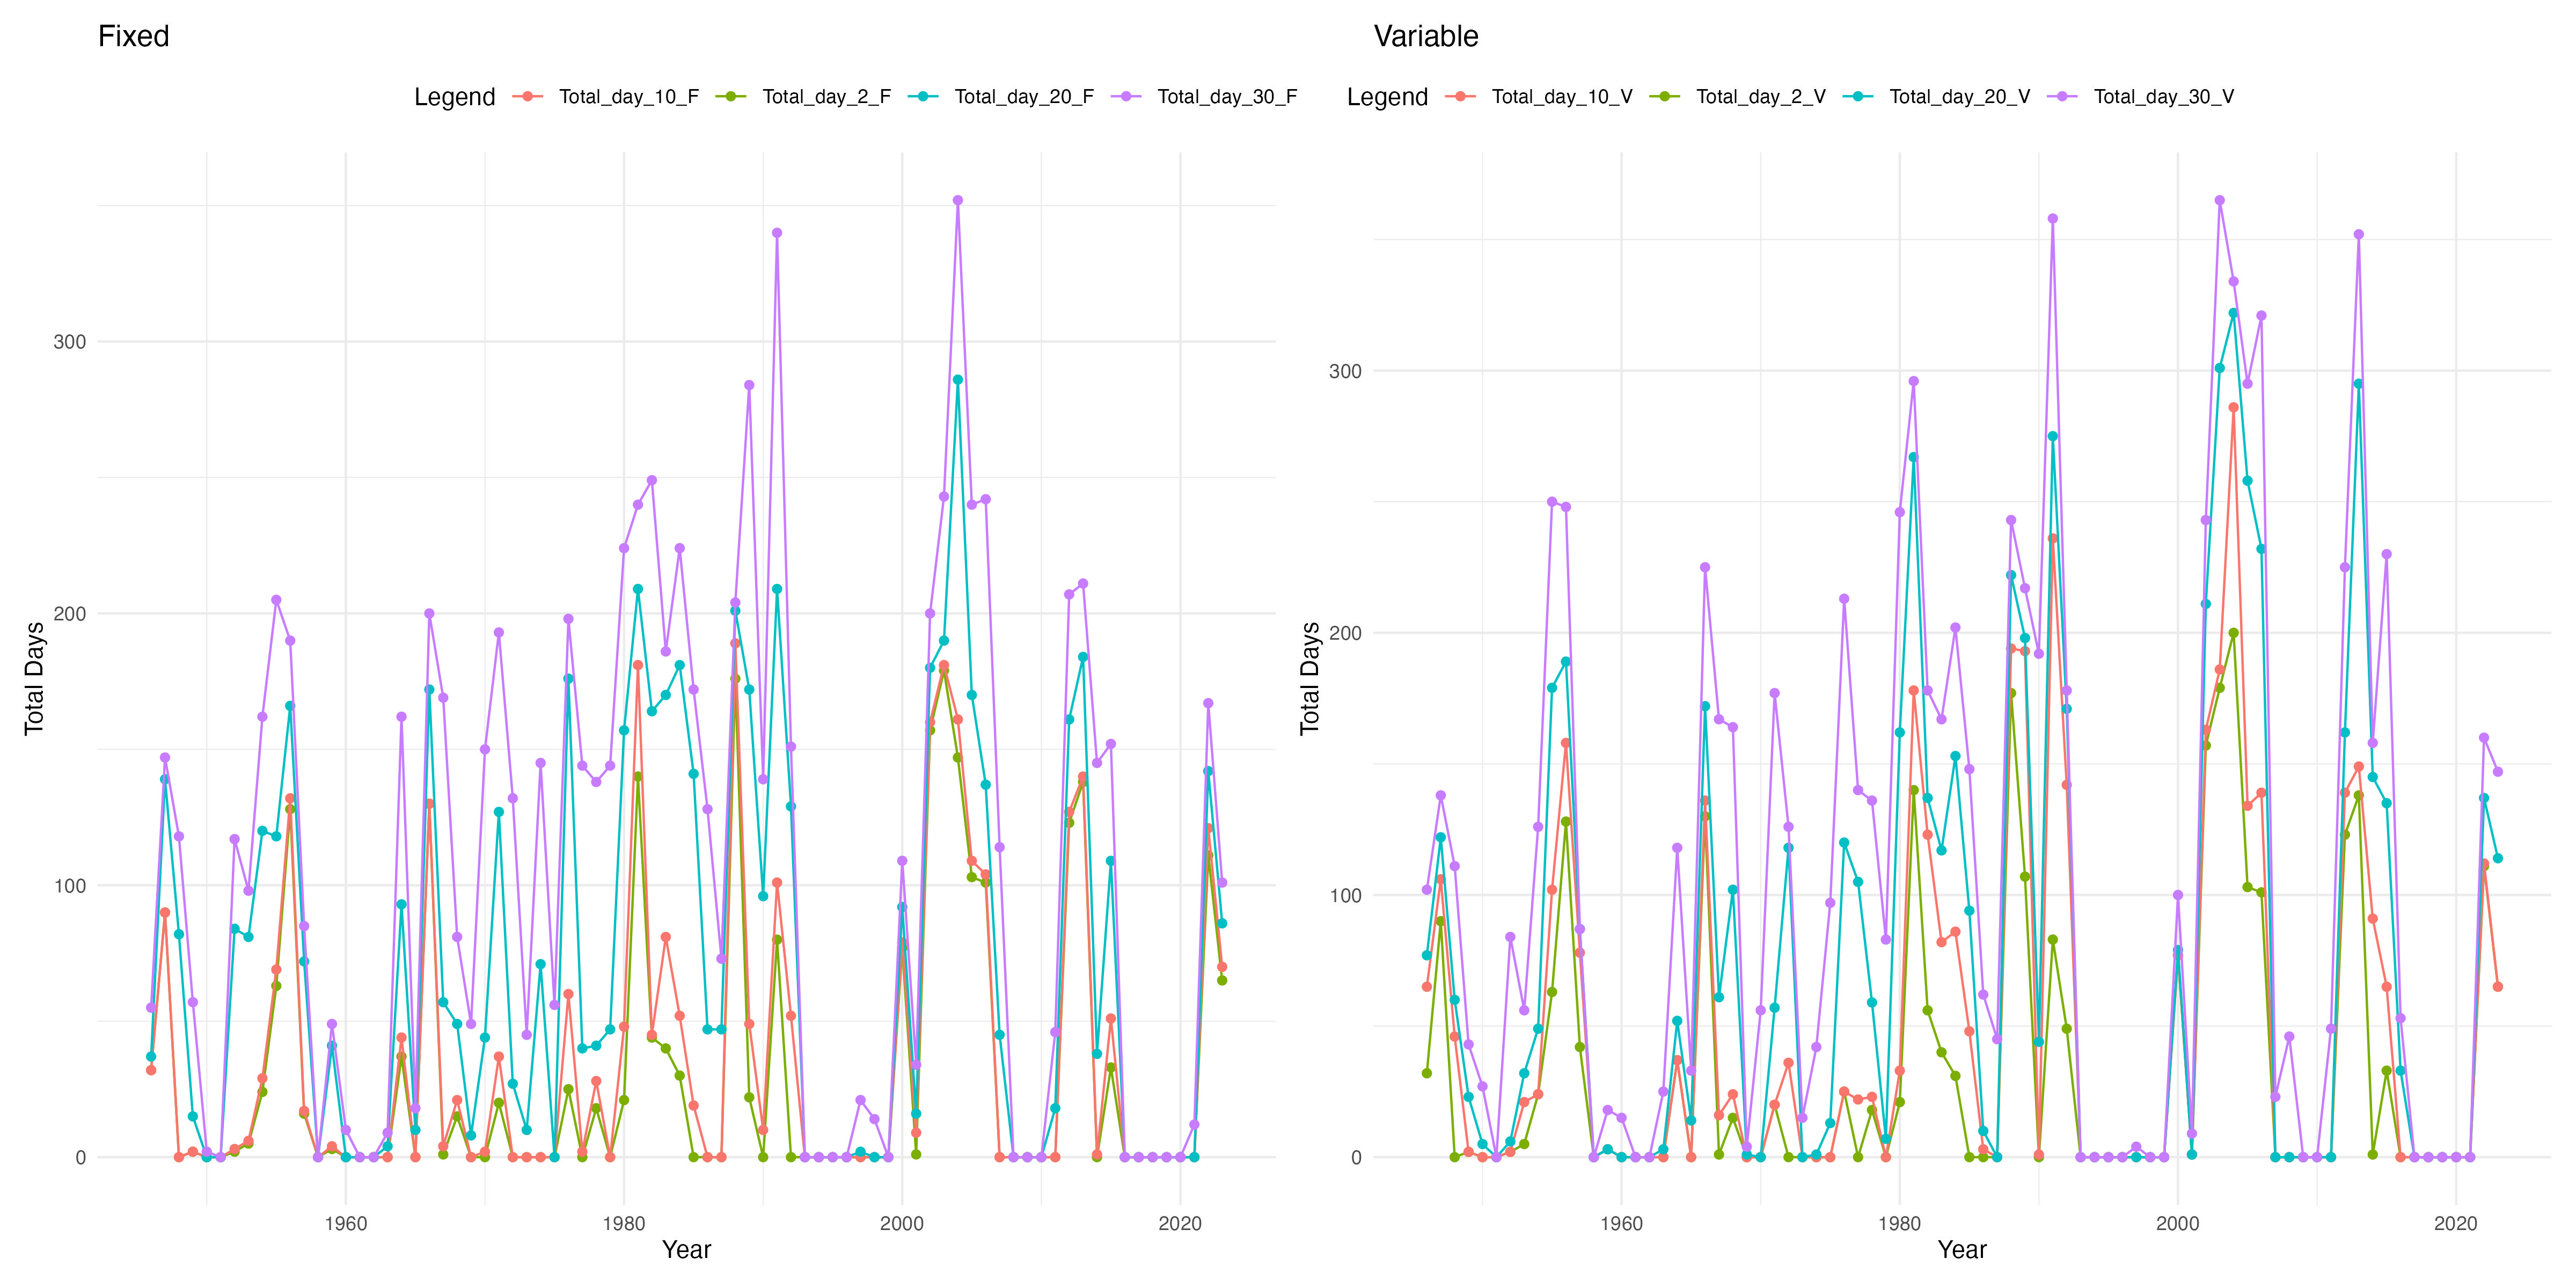 Fixed
Legend Total_day_10_F Total_day_2_F Total_day_20_F Total_day_30_F
Total Days
300
200
100
0
1960 1980 2000 2020
Year
Variable
Legend Total_day_10_V Total_day_2_V Total_day_20_V Total_day_30_V
Total Days
300
200
100
0
1960 1980 2000 2020
Year